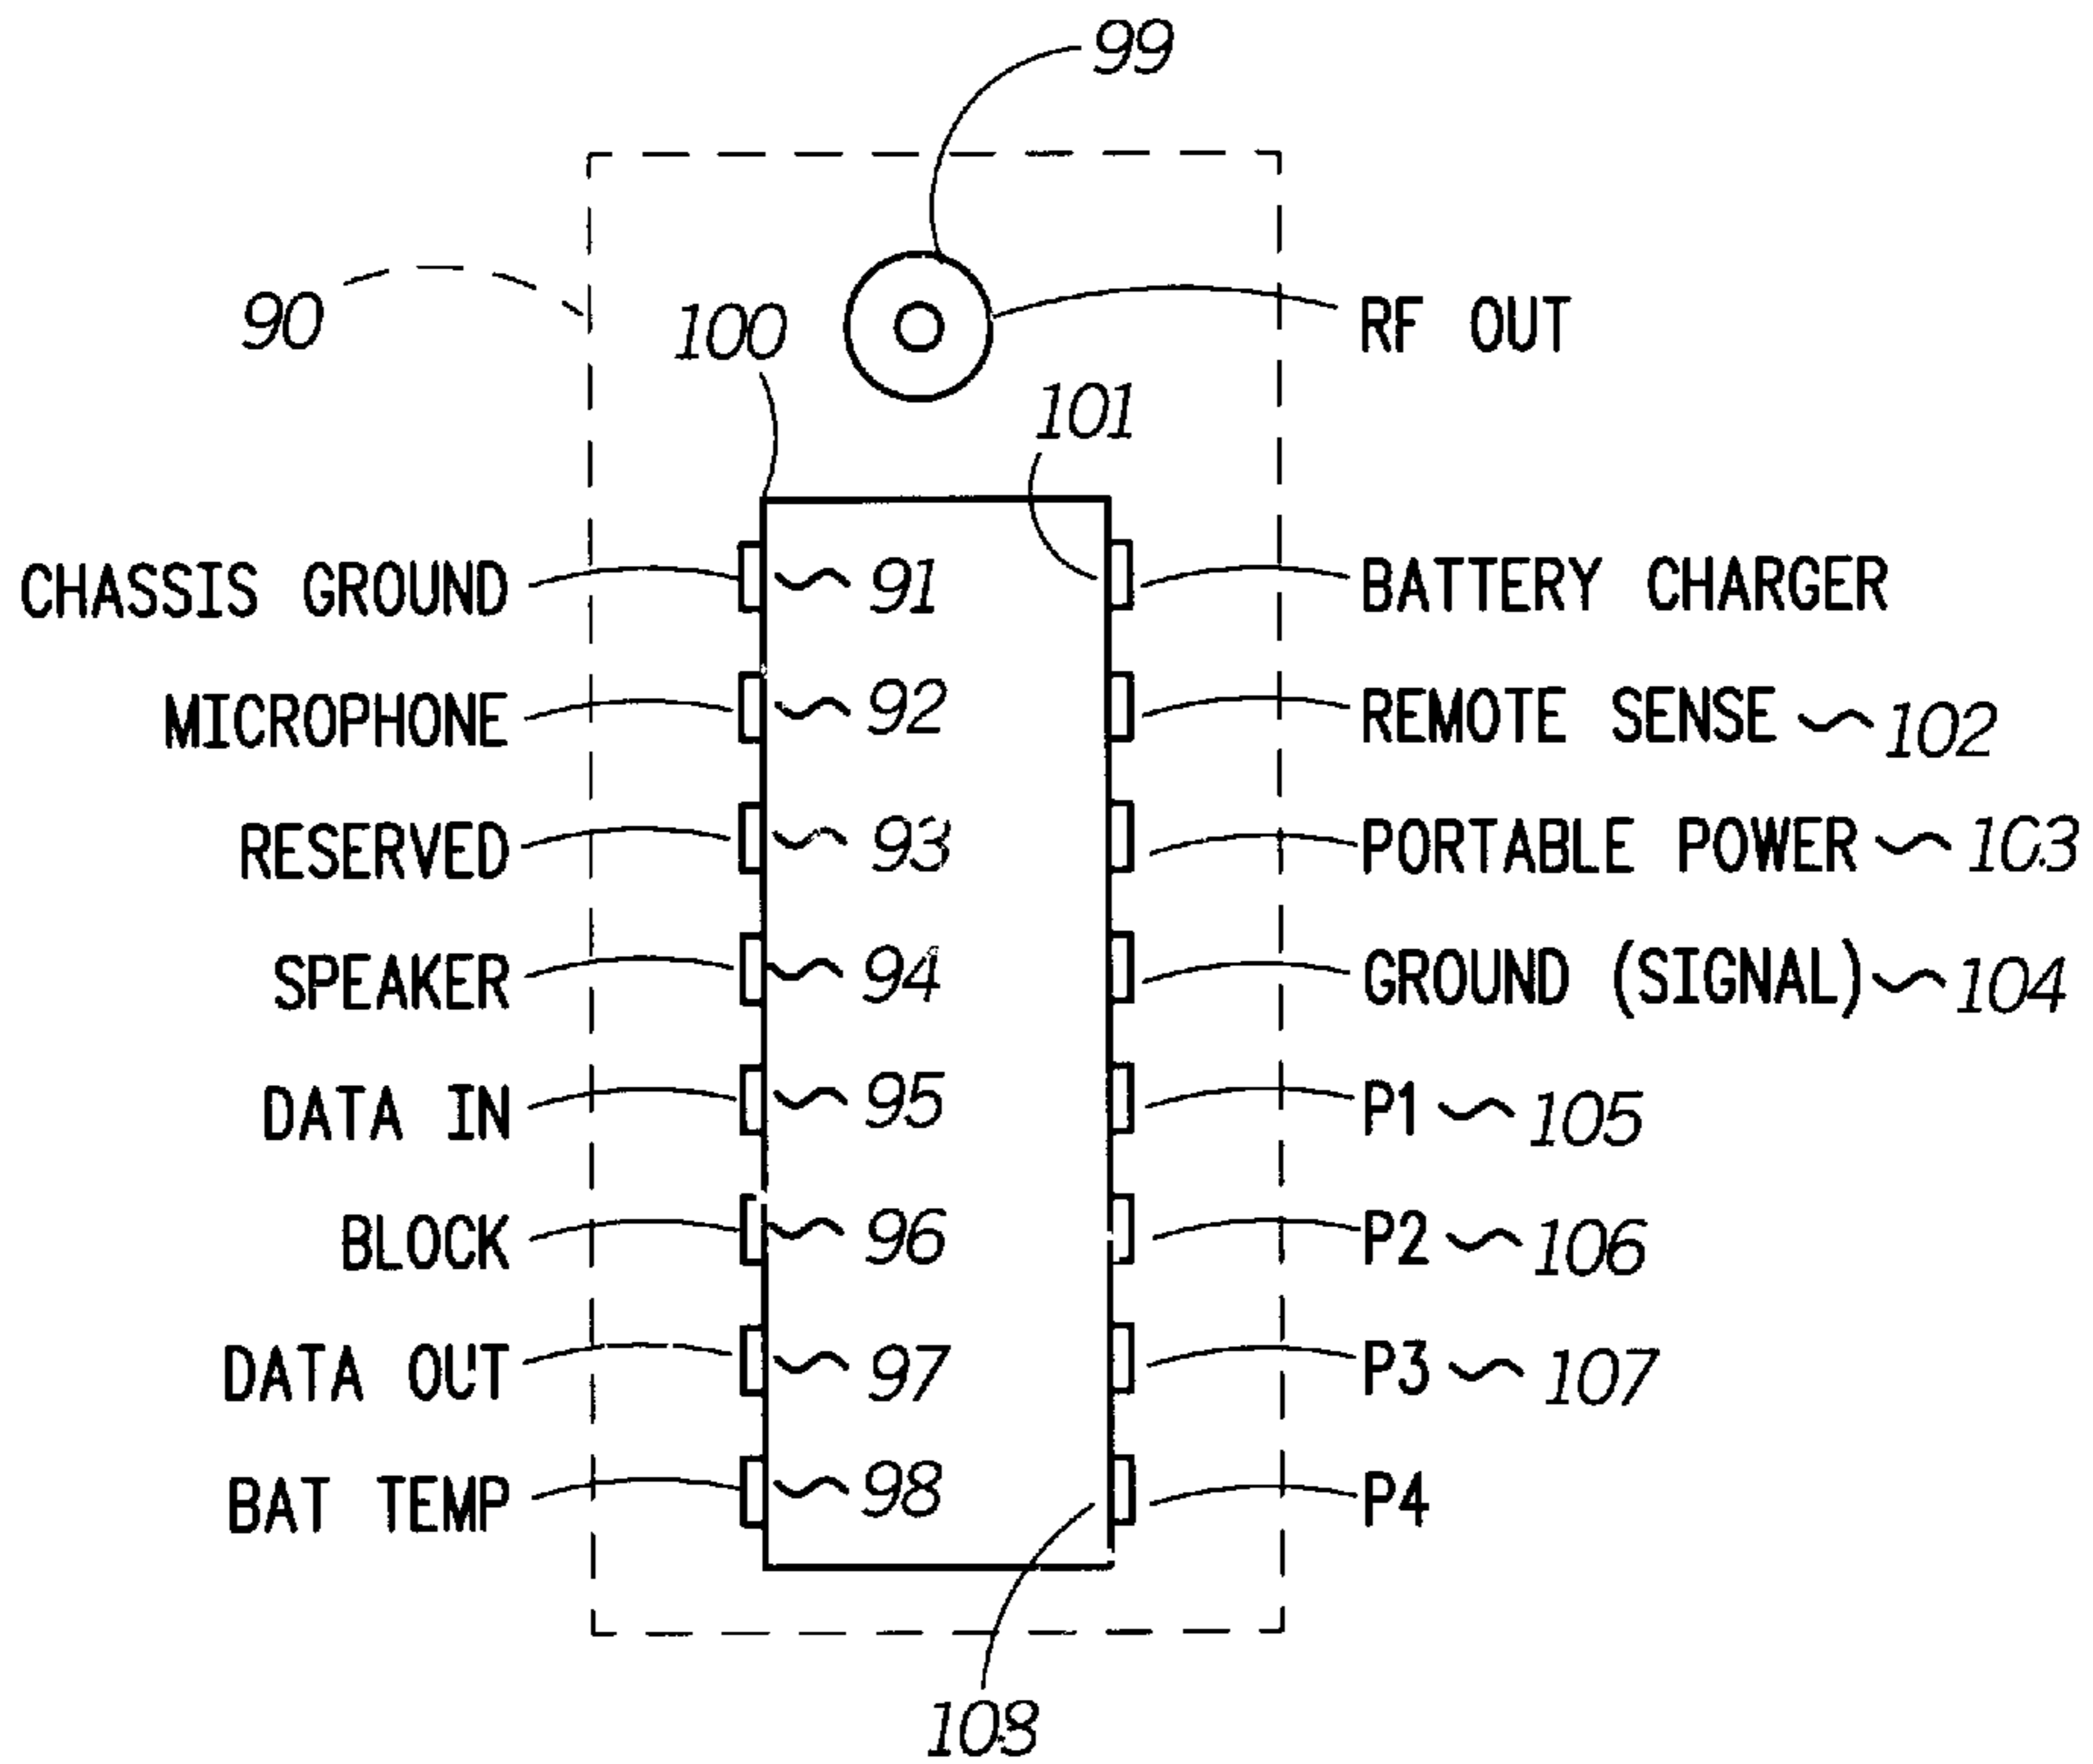 99
90
100
RF OUT
101
CHASSIS GROUND 91 BATTERY CHARGER
MICROPHONE 92 REMOTE SENSE 102
RESERVED 93 PORTABLE POWER 103
SPEAKER 94 GROUND (SIGNAL) 104
DATA IN 95 P1 105
BLOCK 96 P2 106
DATA OUT 97 P3 107
BAT TEMP 98 P4
108